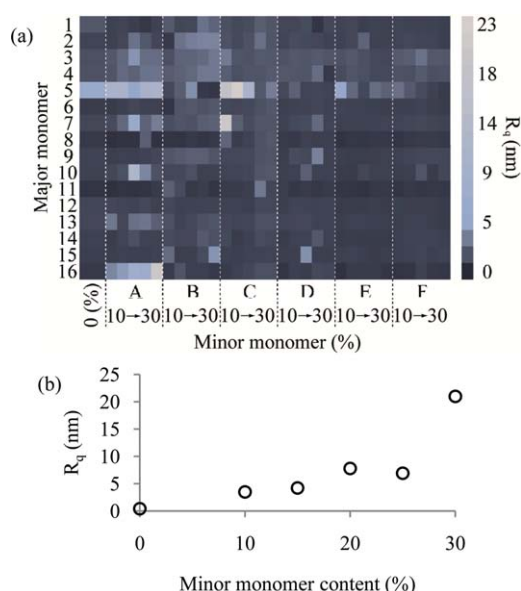 (a)
Major monomer
1
2
3
4
5
6
7
8
9
10
11
12
13
14
15
16
0 (%)
A B C D E F
10→30 10→30 10→30 10→30 10→30 10→30
Minor monomer (%)
23
18
14
9
5
0
Rq (nm)
(b)
Rq (nm)
25
20
15
10
5
0
0 10 20 30
Minor monomer content (%)